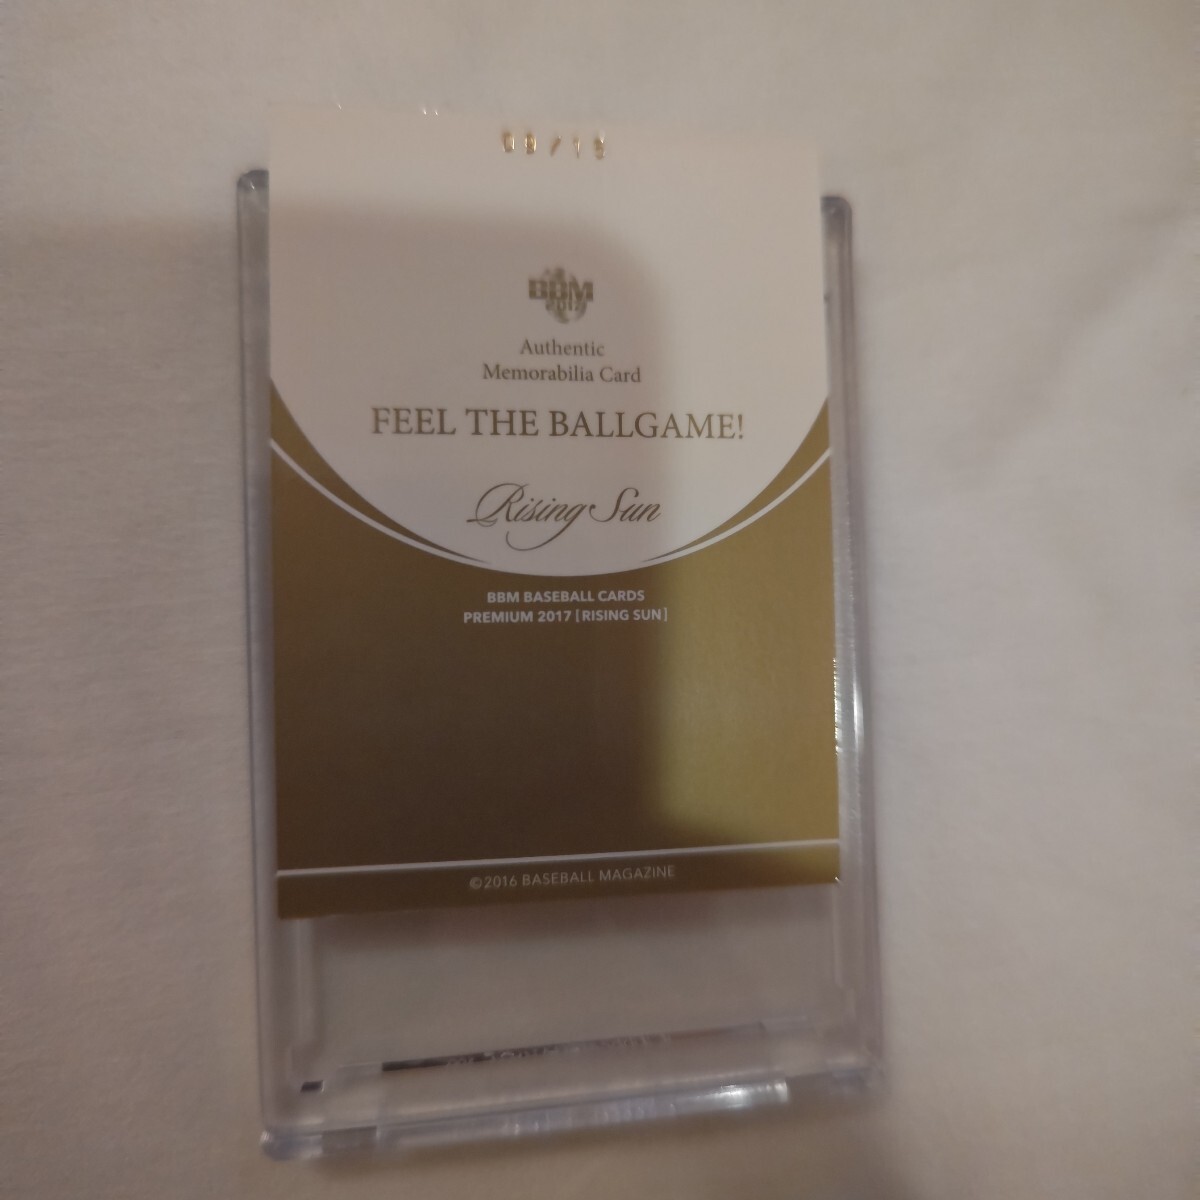 BBM
2017
Authentic
Memorabilia Card
FEEL THE BALLGAME!
Rising Sun
BBM BASEBALL CARDS
PREMIUM 2017 [RISING SUN]
©2016 BASEBALL MAGAZINE